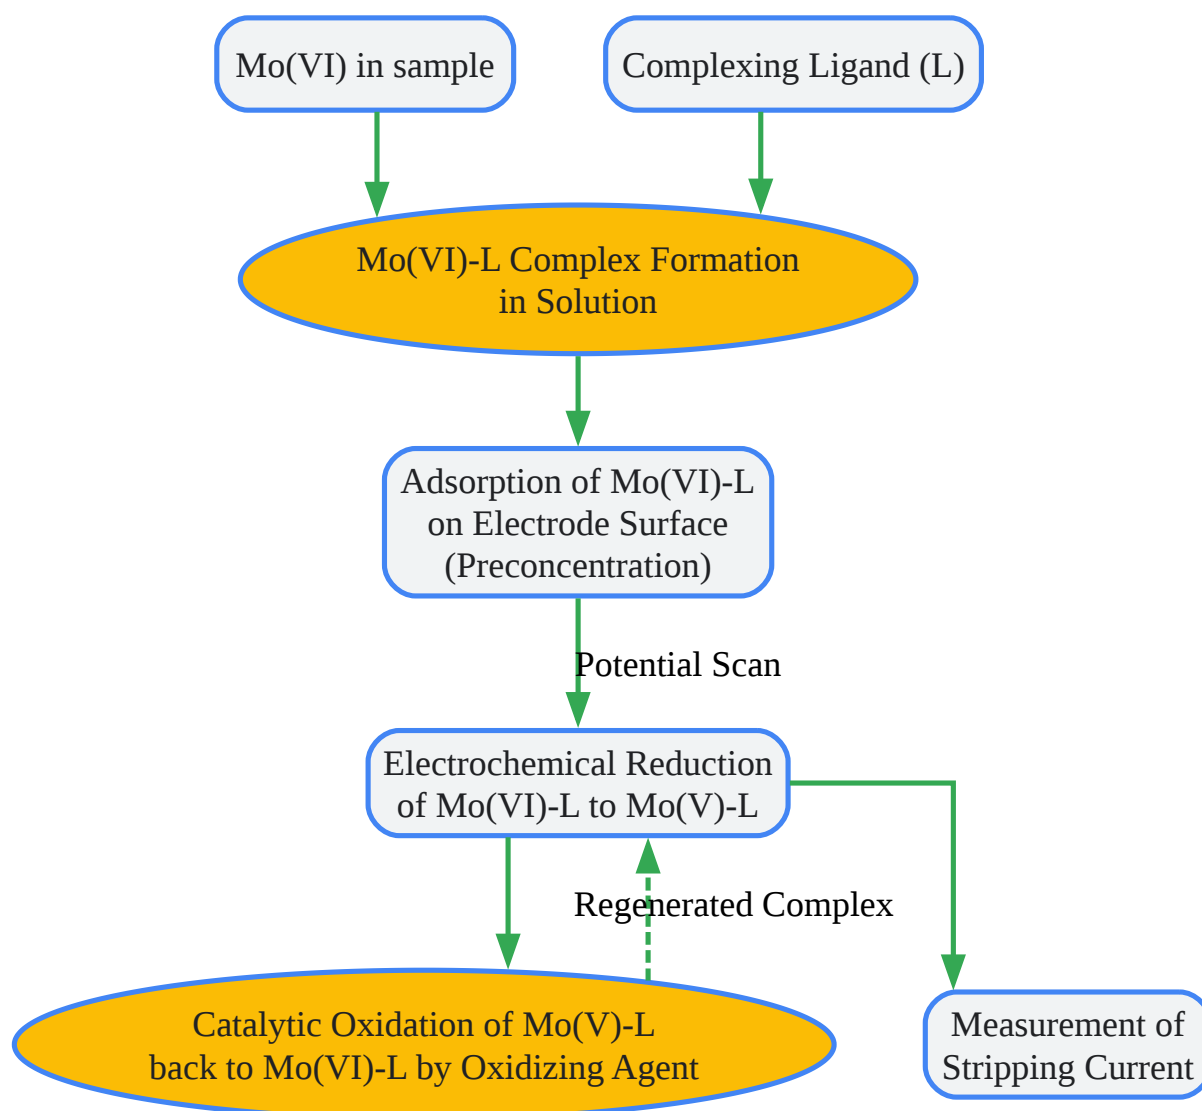 Mo(VI) in sample
Complexing Ligand (L)
Mo(VI)-L Complex Formation
in Solution
Adsorption of Mo(VI)-L
on Electrode Surface
(Preconcentration)
Potential Scan
Electrochemical Reduction
of Mo(VI)-L to Mo(V)-L
Regenerated Complex
Catalytic Oxidation of Mo(V)-L
back to Mo(VI)-L by Oxidizing Agent
Measurement of
Stripping Current